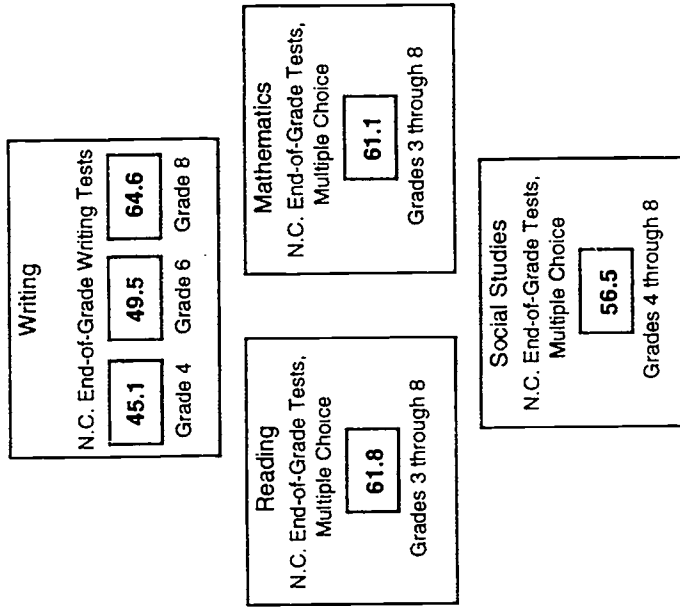 Writing
N.C. End-of-Grade Writing Tests
45.1 49.5 64.6
Grade 4 Grade 6 Grade 8
Reading
N.C. End-of-Grade Tests,
Multiple Choice
61.8
Grades 3 through 8
Mathematics
N.C. End-of-Grade Tests,
Multiple Choice
61.1
Grades 3 through 8
Social Studies
N.C. End-of-Grade Tests,
Multiple Choice
56.5
Grades 4 through 8